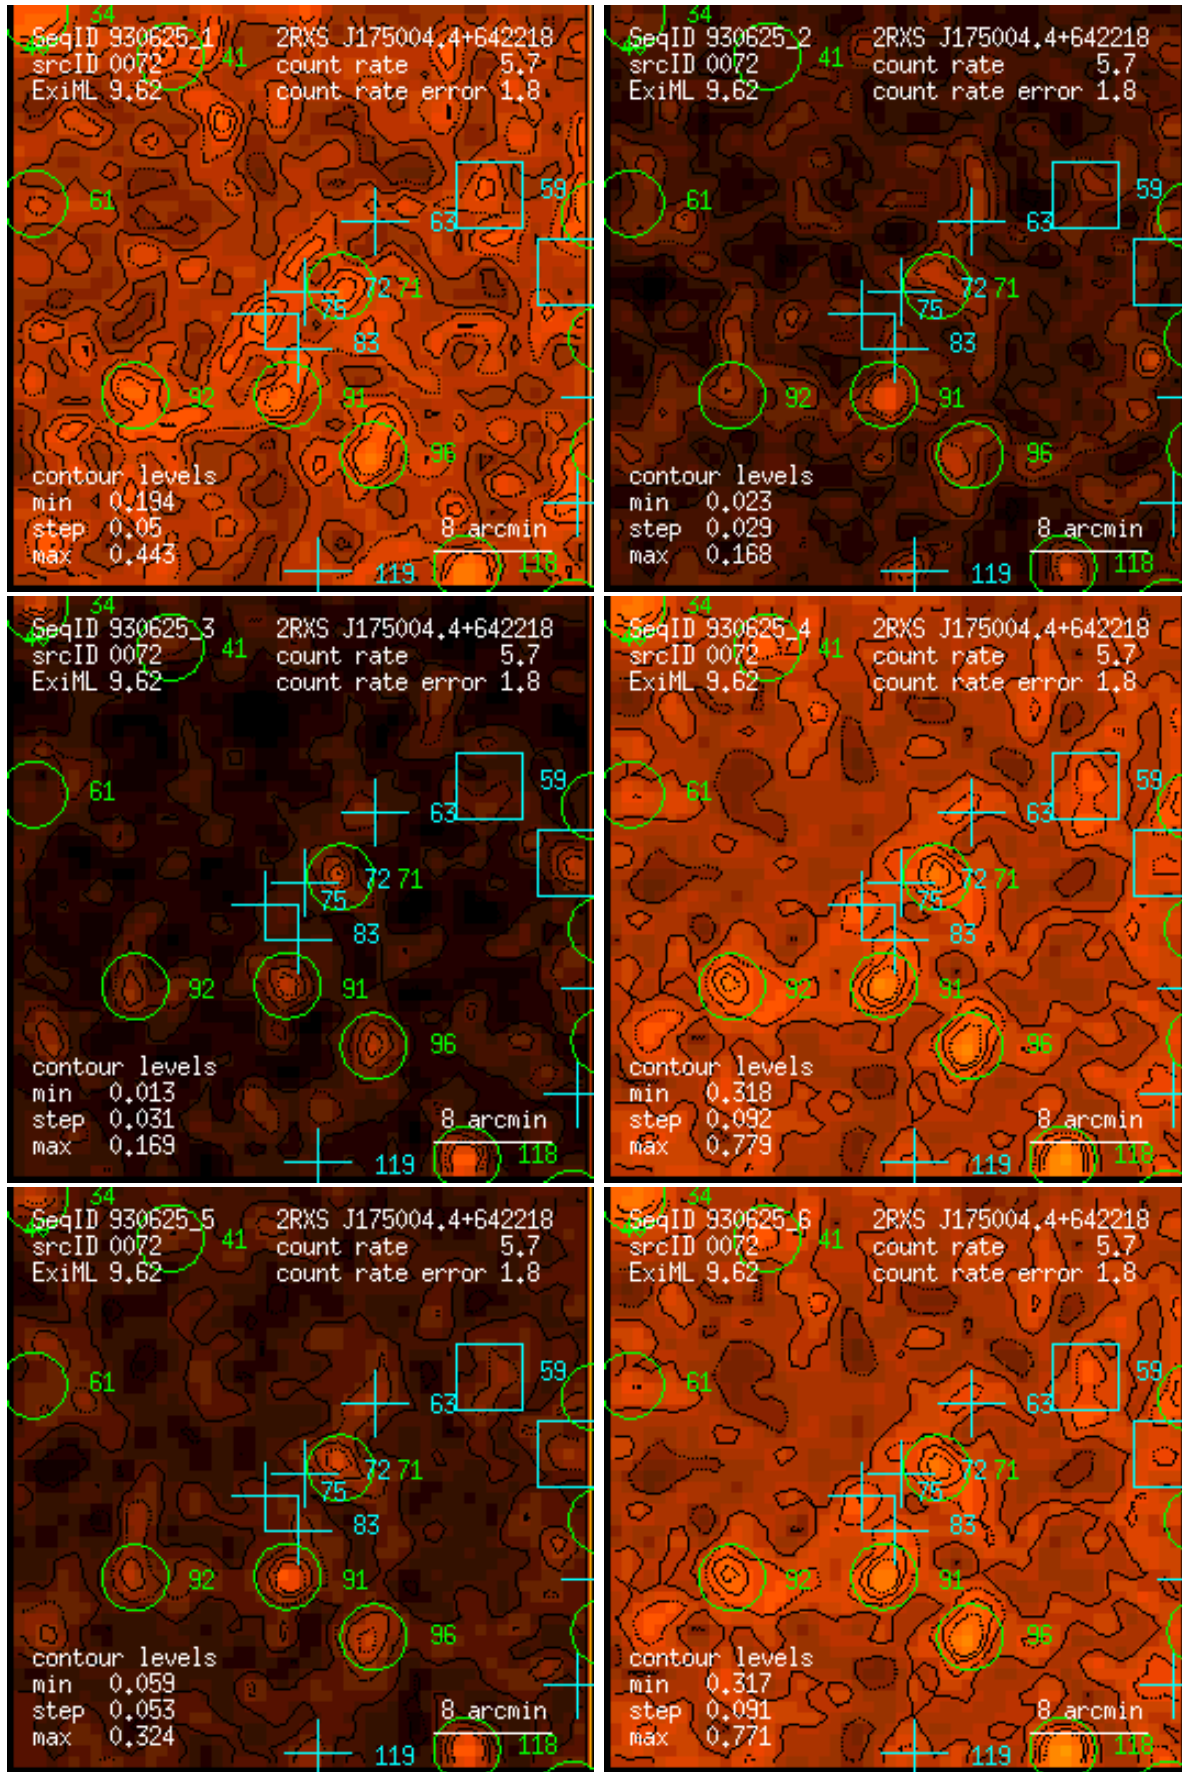 34
SeqID 930625_1 2RXS J175004.4+642218
srcID 0072 41 count rate 5.7
ExiML 9.62 count rate error 1.8
61 59
63
72 71
75
83
92 91
96
contour levels
min 0.194
step 0.05 8 arcmin
max 0.443 118
119
34
SeqID 930625_2 2RXS J175004.4+642218
srcID 0072 41 count rate 5.7
ExiML 9.62 count rate error 1.8
61 59
63
72 71
75
83
92 91
96
contour levels
min 0.023
step 0.029 8 arcmin
max 0.168 118
119
34
SeqID 930625_3 2RXS J175004.4+642218
srcID 0072 41 count rate 5.7
ExiML 9.62 count rate error 1.8
61 59
63
72 71
75
83
92 91
96
contour levels
min 0.013
step 0.031 8 arcmin
max 0.169 118
119
34
SeqID 930625_4 2RXS J175004.4+642218
srcID 0072 41 count rate 5.7
ExiML 9.62 count rate error 1.8
61 59
63
72 71
75
83
92 91
96
contour levels
min 0.318
step 0.092 8 arcmin
max 0.779 118
119
34
SeqID 930625_5 2RXS J175004.4+642218
srcID 0072 41 count rate 5.7
ExiML 9.62 count rate error 1.8
61 59
63
72 71
75
83
92 91
96
contour levels
min 0.059
step 0.053 8 arcmin
max 0.324 118
119
34
SeqID 930625_6 2RXS J175004.4+642218
srcID 0072 41 count rate 5.7
ExiML 9.62 count rate error 1.8
61 59
63
72 71
75
83
92 91
96
contour levels
min 0.317
step 0.091 8 arcmin
max 0.771 118
119